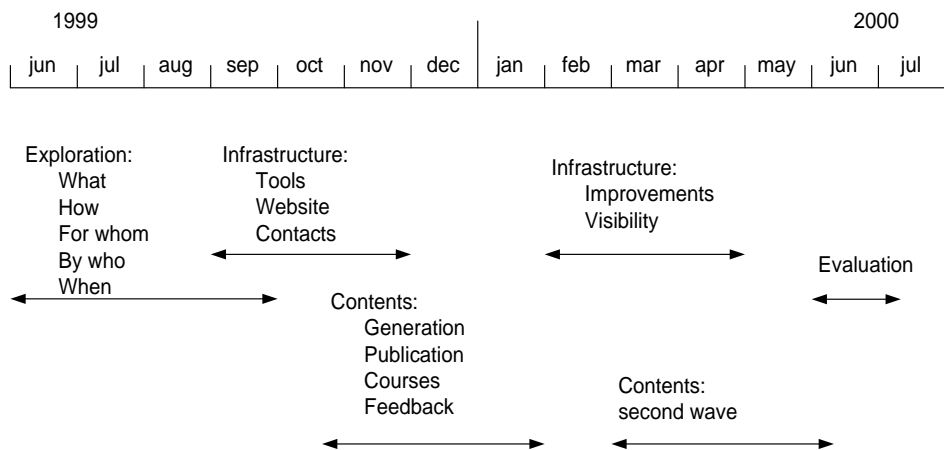 1999 2000
jun jul aug sep oct nov dec jan feb mar apr may jun jul
Exploration:
What
How
For whom
By who
When
Infrastructure:
Tools
Website
Contacts
Contents:
Generation
Publication
Courses
Feedback
Infrastructure:
Improvements
Visibility
Contents:
second wave
Evaluation